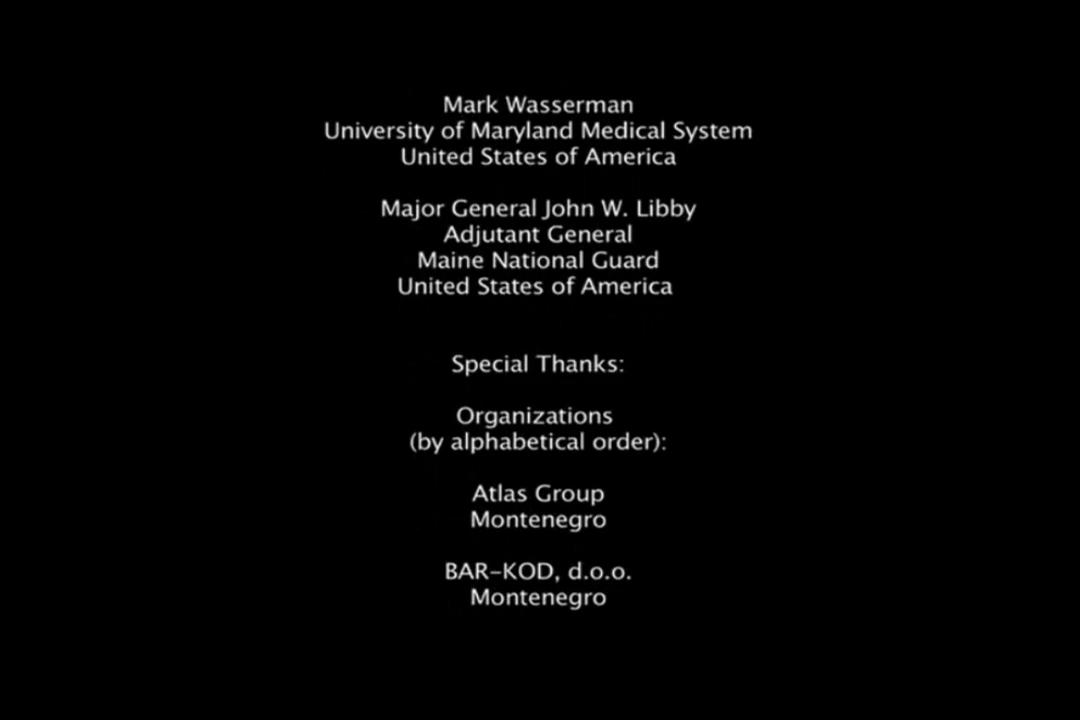 Mark Wasserman
University of Maryland Medical System
United States of America
Major General John W. Libby
Adjutant General
Maine National Guard
United States of America
Special Thanks:
Organizations
(by alphabetical order):
Atlas Group
Montenegro
BAR-KOD, d.o.o.
Montenegro